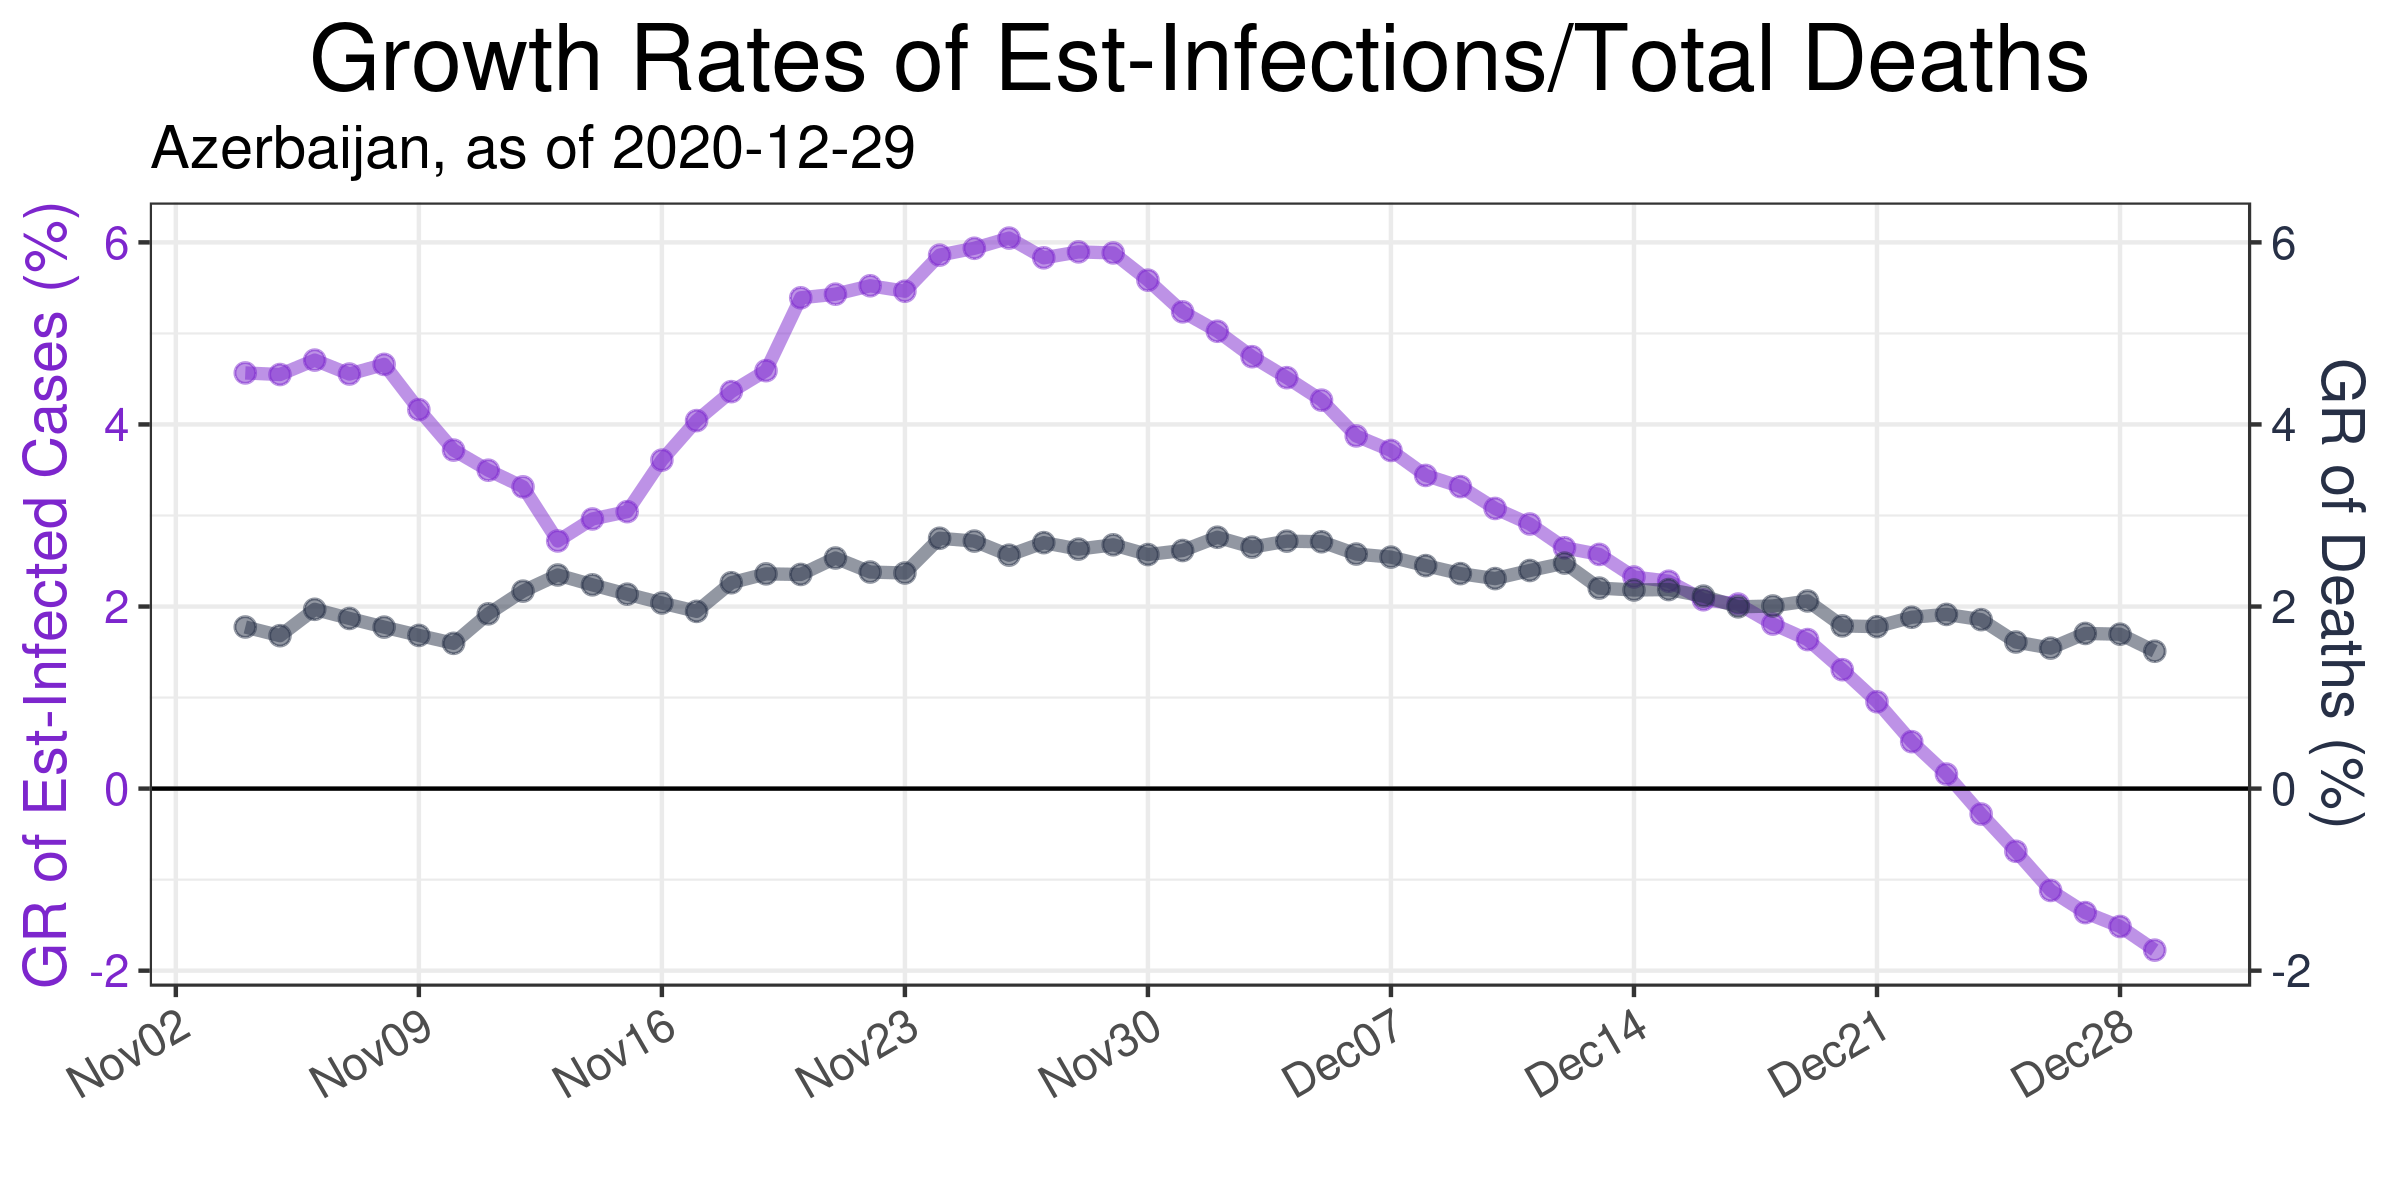 Growth Rates of Est-Infections/Total Deaths
Azerbaijan, as of 2020-12-29
GR of Est-Infected Cases (%)
6
4
2
0
-2
6
4
2
0
-2
GR of Deaths (%)
Nov02
Nov09
Nov16
Nov23
Nov30
Dec07
Dec14
Dec21
Dec28